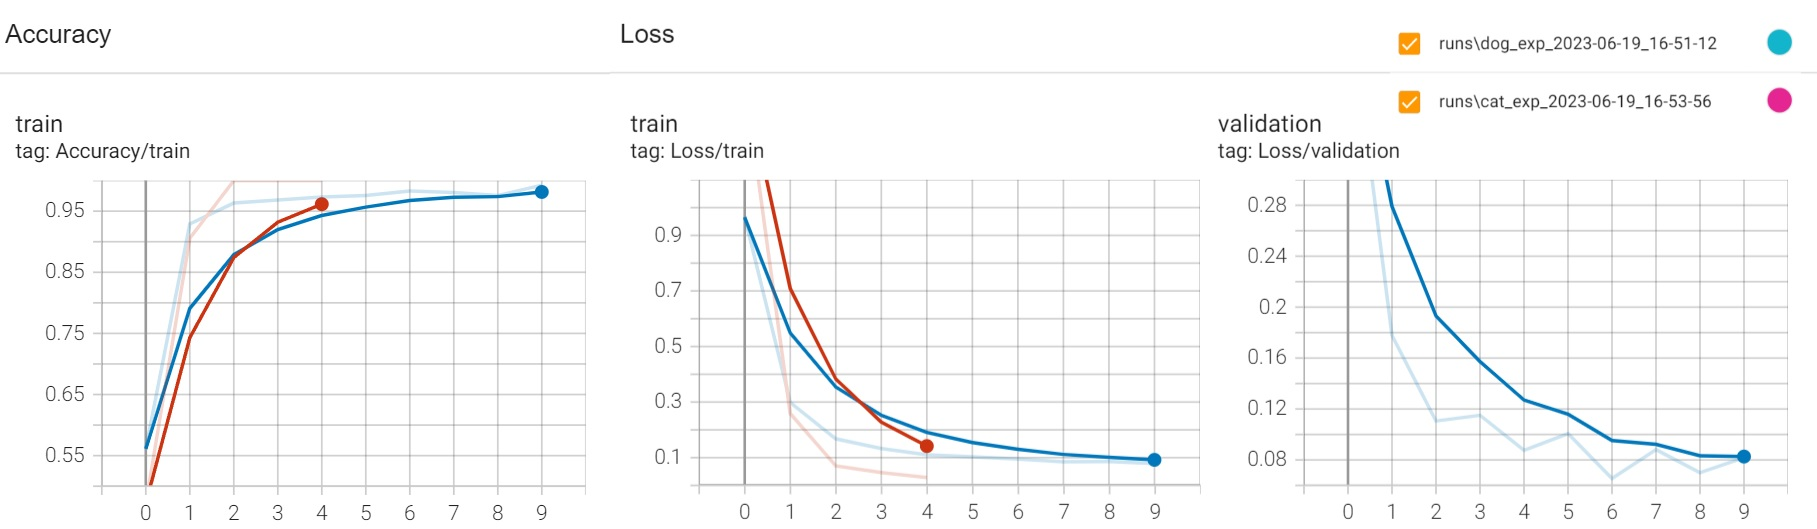 Accuracy
Loss
runs\dog_exp_2023-06-19_16-51-12
runs\cat_exp_2023-06-19_16-53-56
train
tag: Accuracy/train
0.95
0.85
0.75
0.65
0.55
0 1 2 3 4 5 6 7 8 9
train
tag: Loss/train
0.9
0.7
0.5
0.3
0.1
0 1 2 3 4 5 6 7 8 9
validation
tag: Loss/validation
0.28
0.24
0.2
0.16
0.12
0.08
0 1 2 3 4 5 6 7 8 9